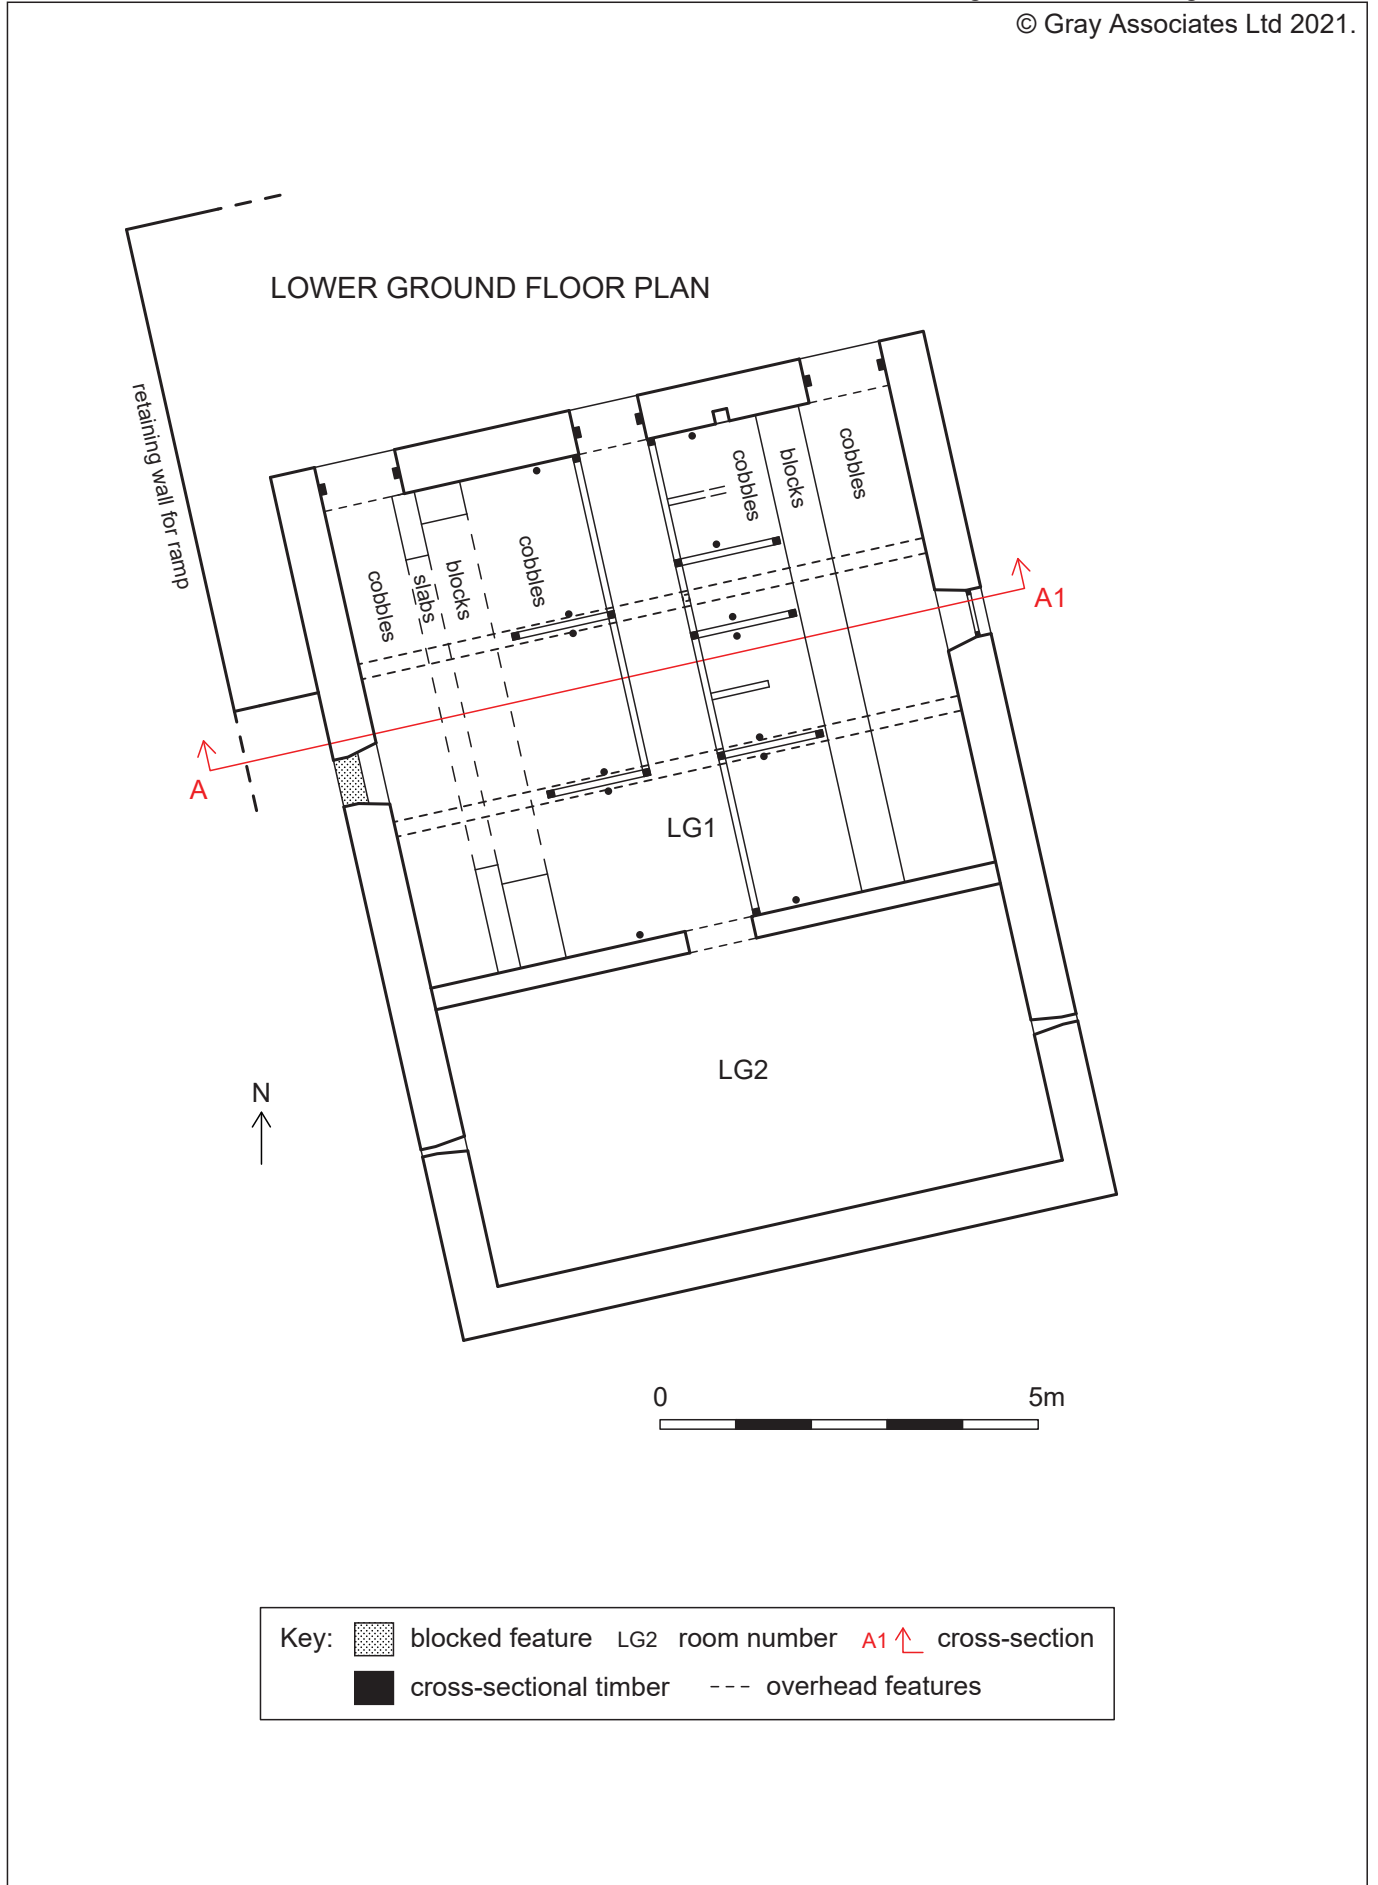 © Gray Associates Ltd 2021.
LOWER GROUND FLOOR PLAN
retaining wall for ramp
cobbles
slabs
blocks
cobbles
cobbles
blocks
cobbles
A1
A
LG1
LG2
N
0 5m
Key: blocked feature LG2 room number A1 cross-section
cross-sectional timber overhead features